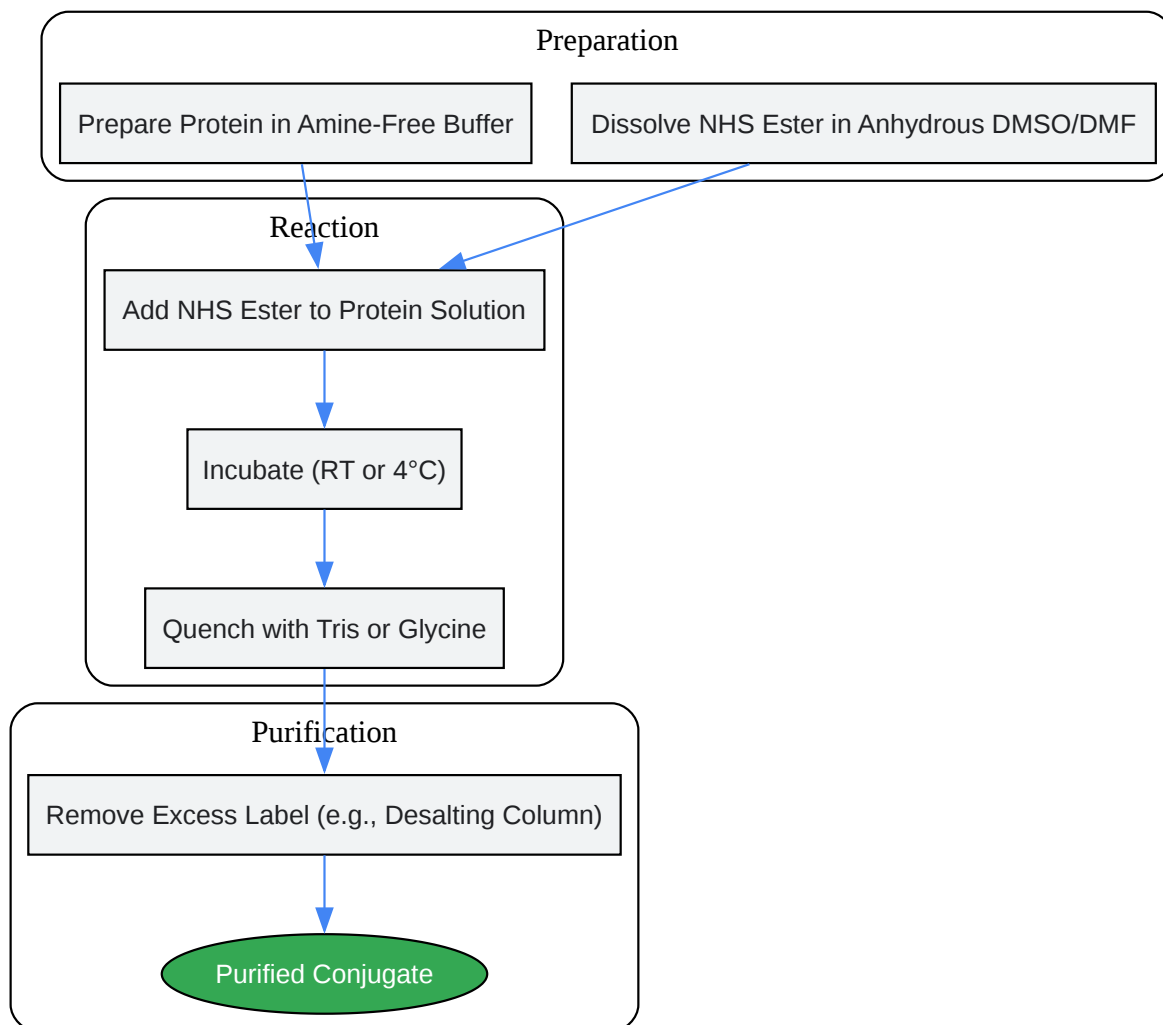 Preparation
Prepare Protein in Amine-Free Buffer
Dissolve NHS Ester in Anhydrous DMSO/DMF
Reaction
Add NHS Ester to Protein Solution
Incubate (RT or 4°C)
Quench with Tris or Glycine
Purification
Remove Excess Label (e.g., Desalting Column)
Purified Conjugate